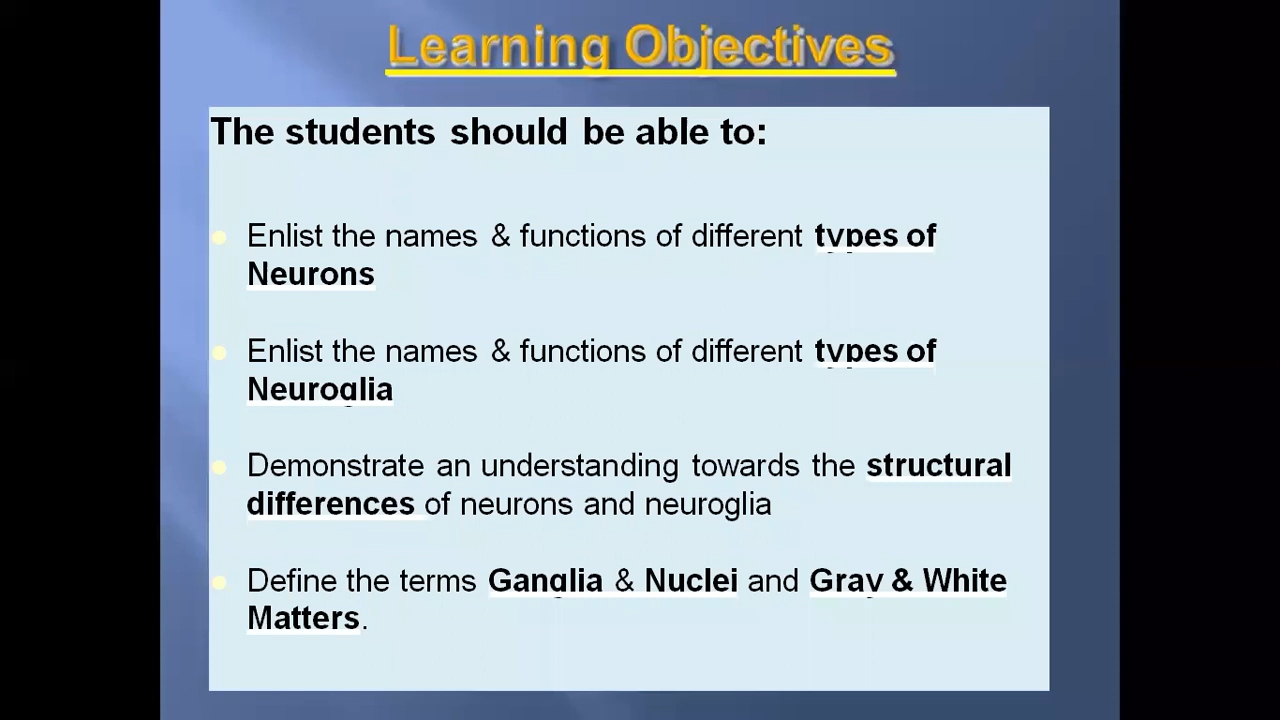 Learning Objectives
The students should be able to:
Enlist the names & functions of different types of
Neurons
Enlist the names & functions of different types of
Neuroglia
Demonstrate an understanding towards the structural
differences of neurons and neuroglia
Define the terms Ganglia & Nuclei and Gray & White
Matters.